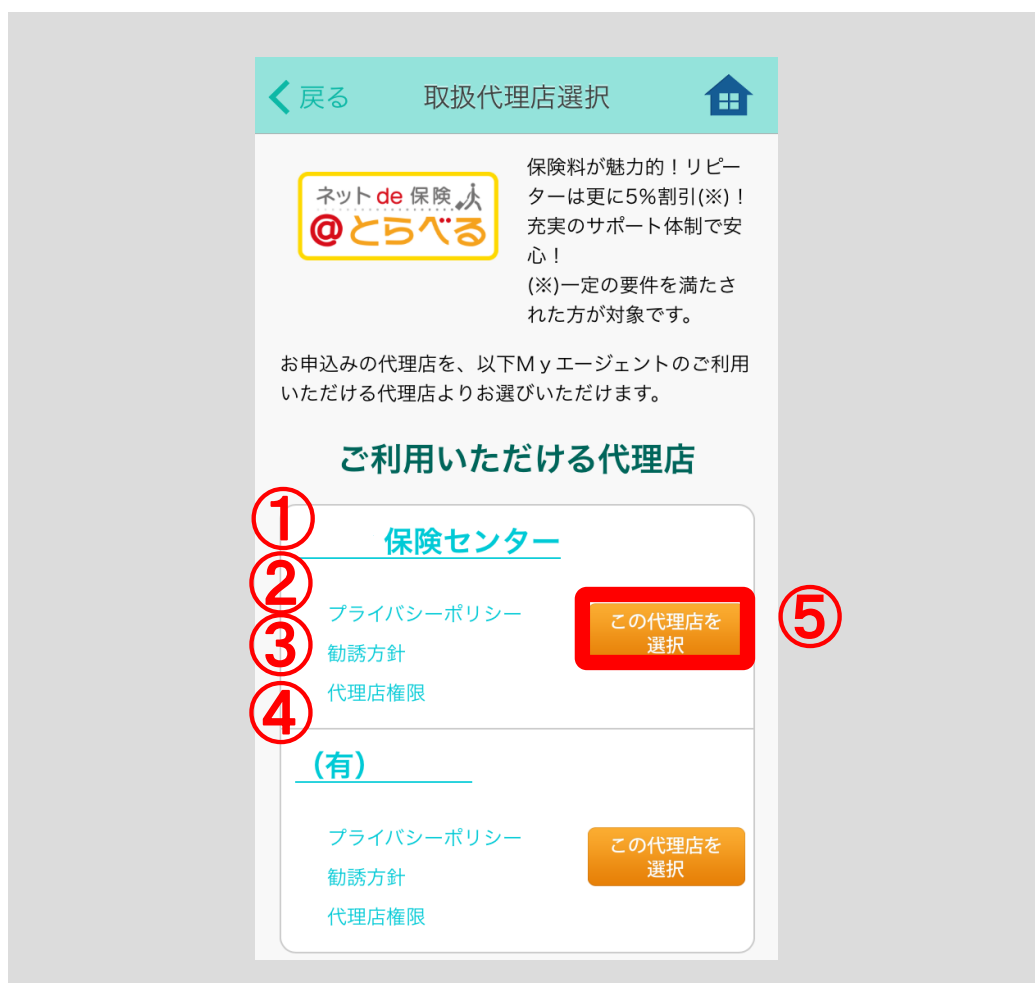 戻る
取扱代理店選択
ネット de 保険
@とらべる
保険料が魅力的！リピー
ターは更に5%割引(※)！
充実のサポート体制で安
心！
(※)一定の要件を満たさ
れた方が対象です。
お申込みの代理店を、以下Ｍｙエージェントのご利用
いただける代理店よりお選びいただけます。
ご利用いただける代理店
①
保険センター
②
プライバシーポリシー
③
勧誘方針
④
代理店権限
この代理店を
選択
⑤
（有）
プライバシーポリシー
勧誘方針
代理店権限
この代理店を
選択